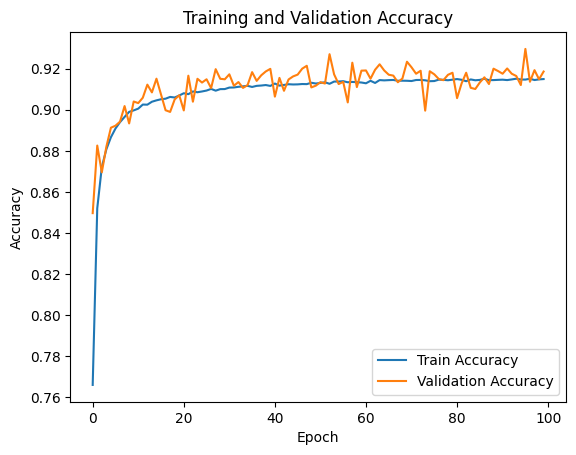 Training and Validation Accuracy
Accuracy
0.92
0.90
0.88
0.86
0.84
0.82
0.80
0.78
0.76
Train Accuracy
Validation Accuracy
0 20 40 60 80 100
Epoch